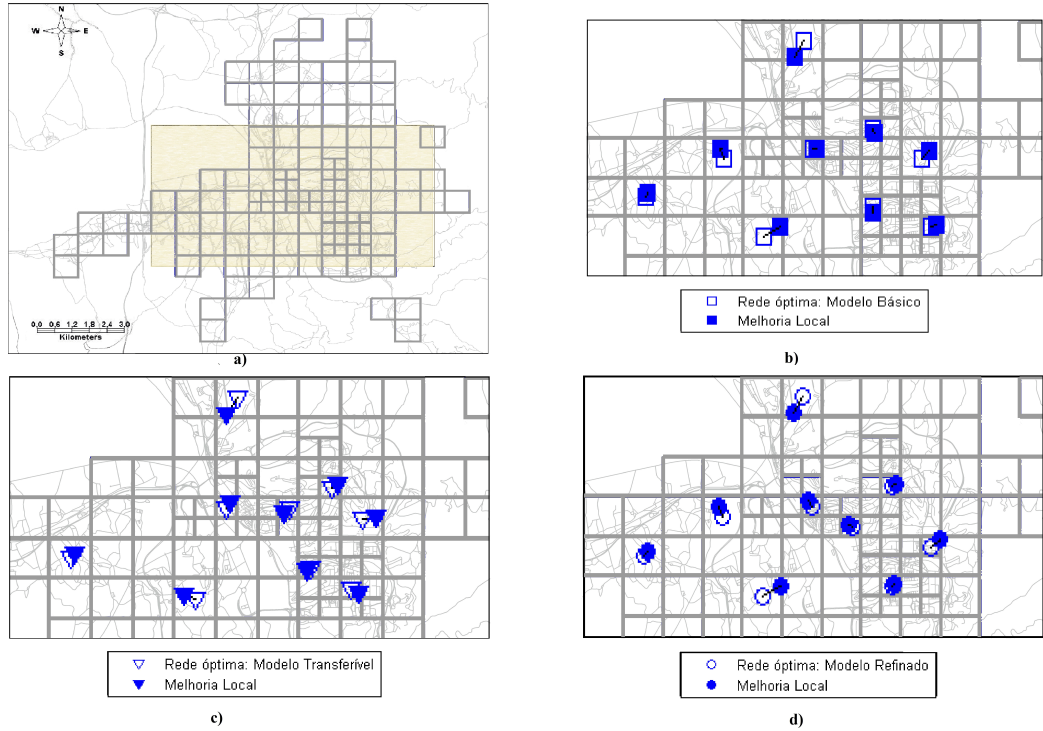 N
W E
S
0,0 0,6 1,2 1,8 2,4 3,0
Kilometers
a)
Rede óptima: Modelo Básico
Melhoria Local
b)
Rede óptima: Modelo Transferível
Melhoria Local
c)
Rede óptima: Modelo Refinado
Melhoria Local
d)